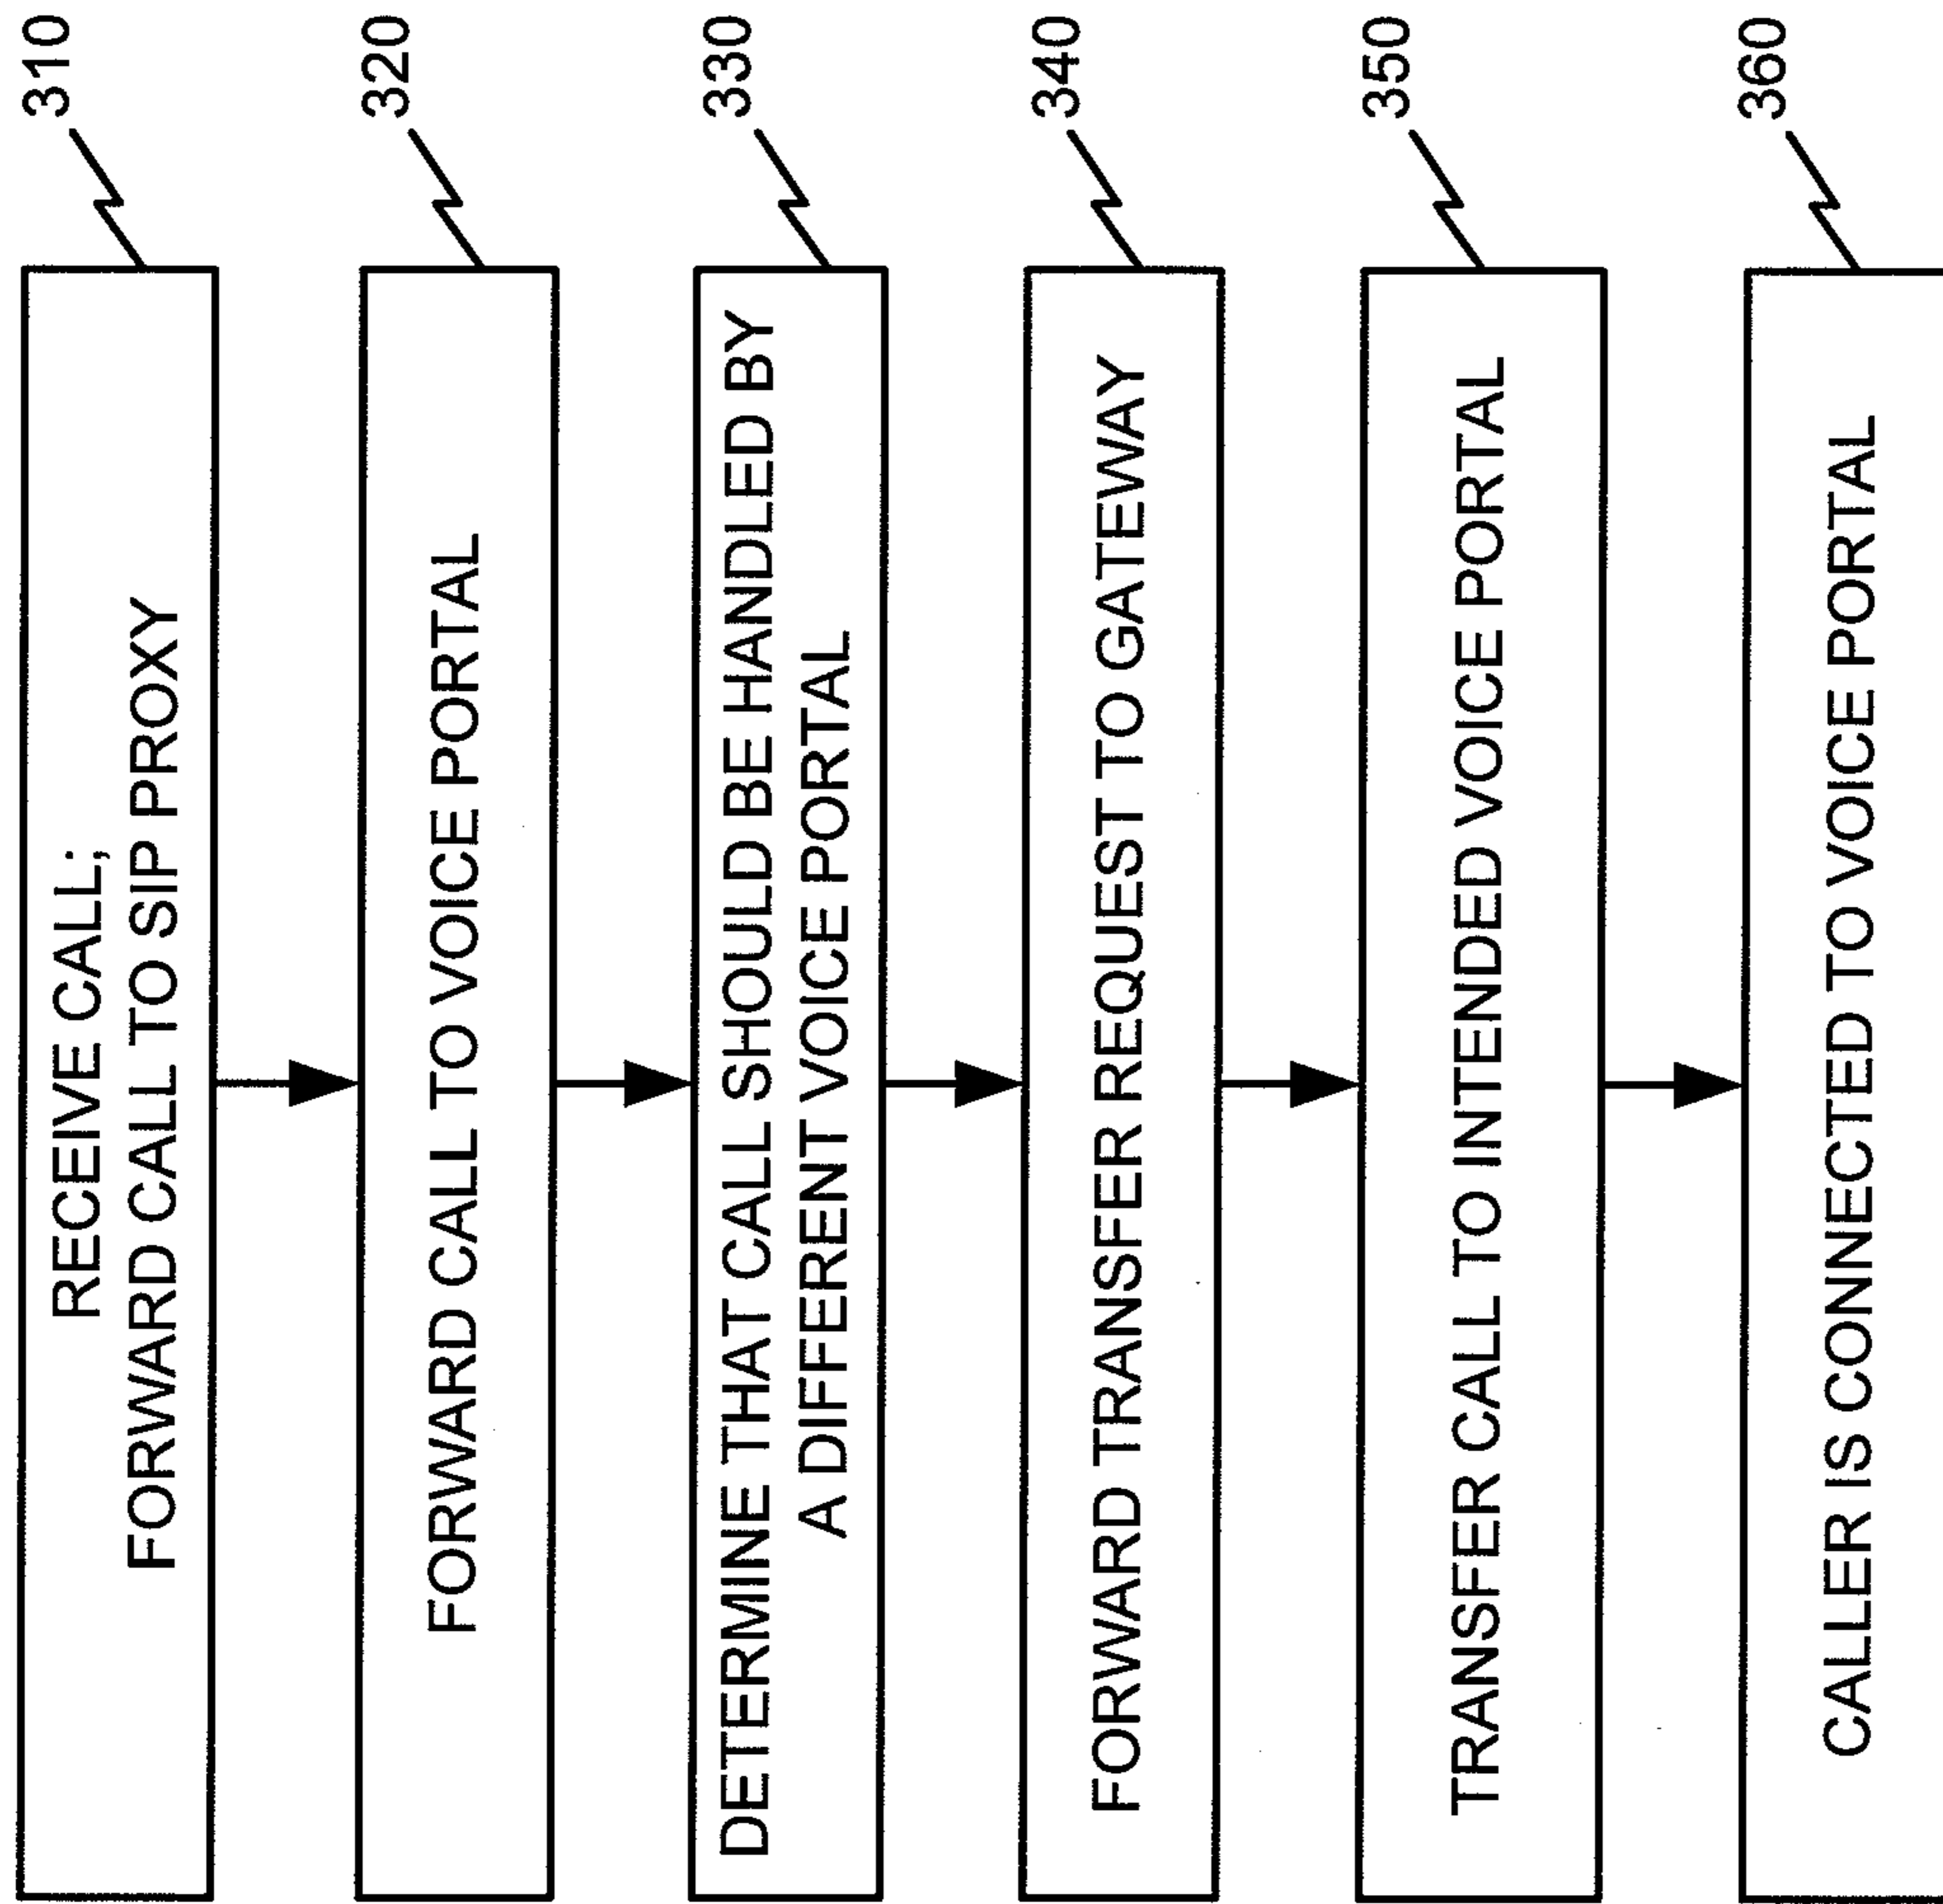 RECEIVE CALL;
FORWARD CALL TO SIP PROXY
310
FORWARD CALL TO VOICE PORTAL
320
DETERMINE THAT CALL SHOULD BE HANDLED BY
A DIFFERENT VOICE PORTAL
330
FORWARD TRANSFER REQUEST TO GATEWAY
340
TRANSFER CALL TO INTENDED VOICE PORTAL
350
CALLER IS CONNECTED TO VOICE PORTAL
360